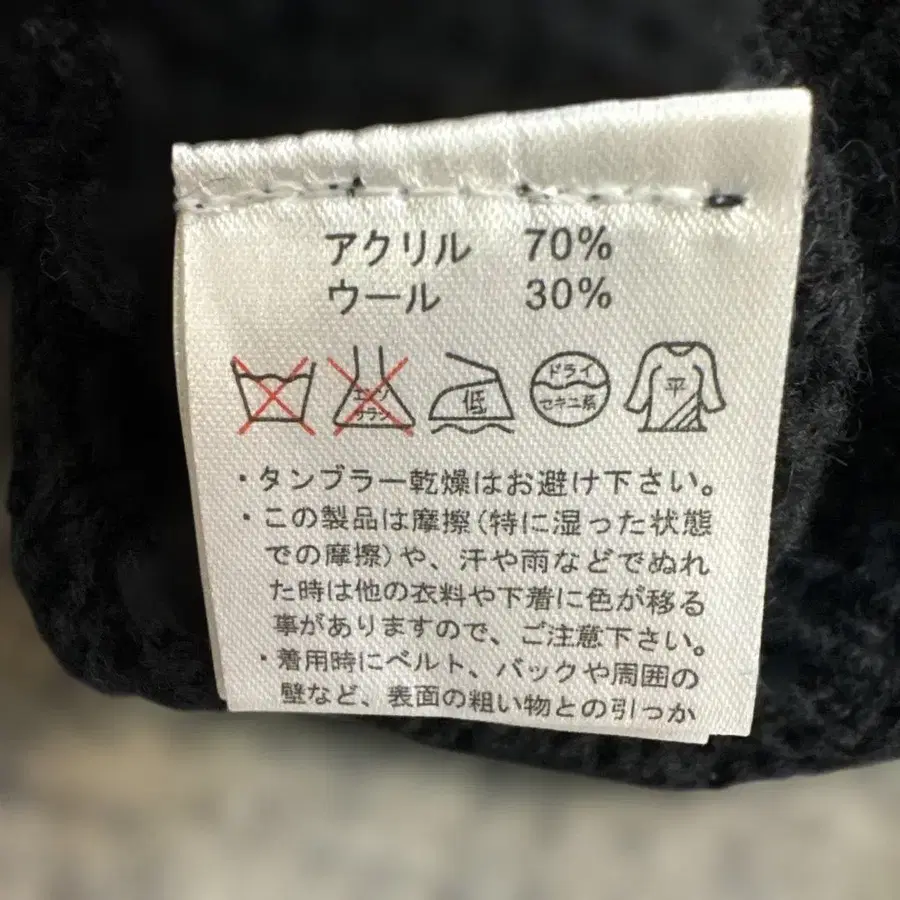 アクリル 70%
ウール 30%
エンソ
サラシ
低
ドライ
セキユ系
平
・タンブラー乾燥はお避け下さい。
・この製品は摩擦(特に湿った状態
での摩擦)や、汗や雨などでぬれ
た時は他の衣料や下着に色が移る
事がありますので、ご注意下さい。
・着用時にベルト、バックや周囲の
壁など、表面の粗い物との引っか